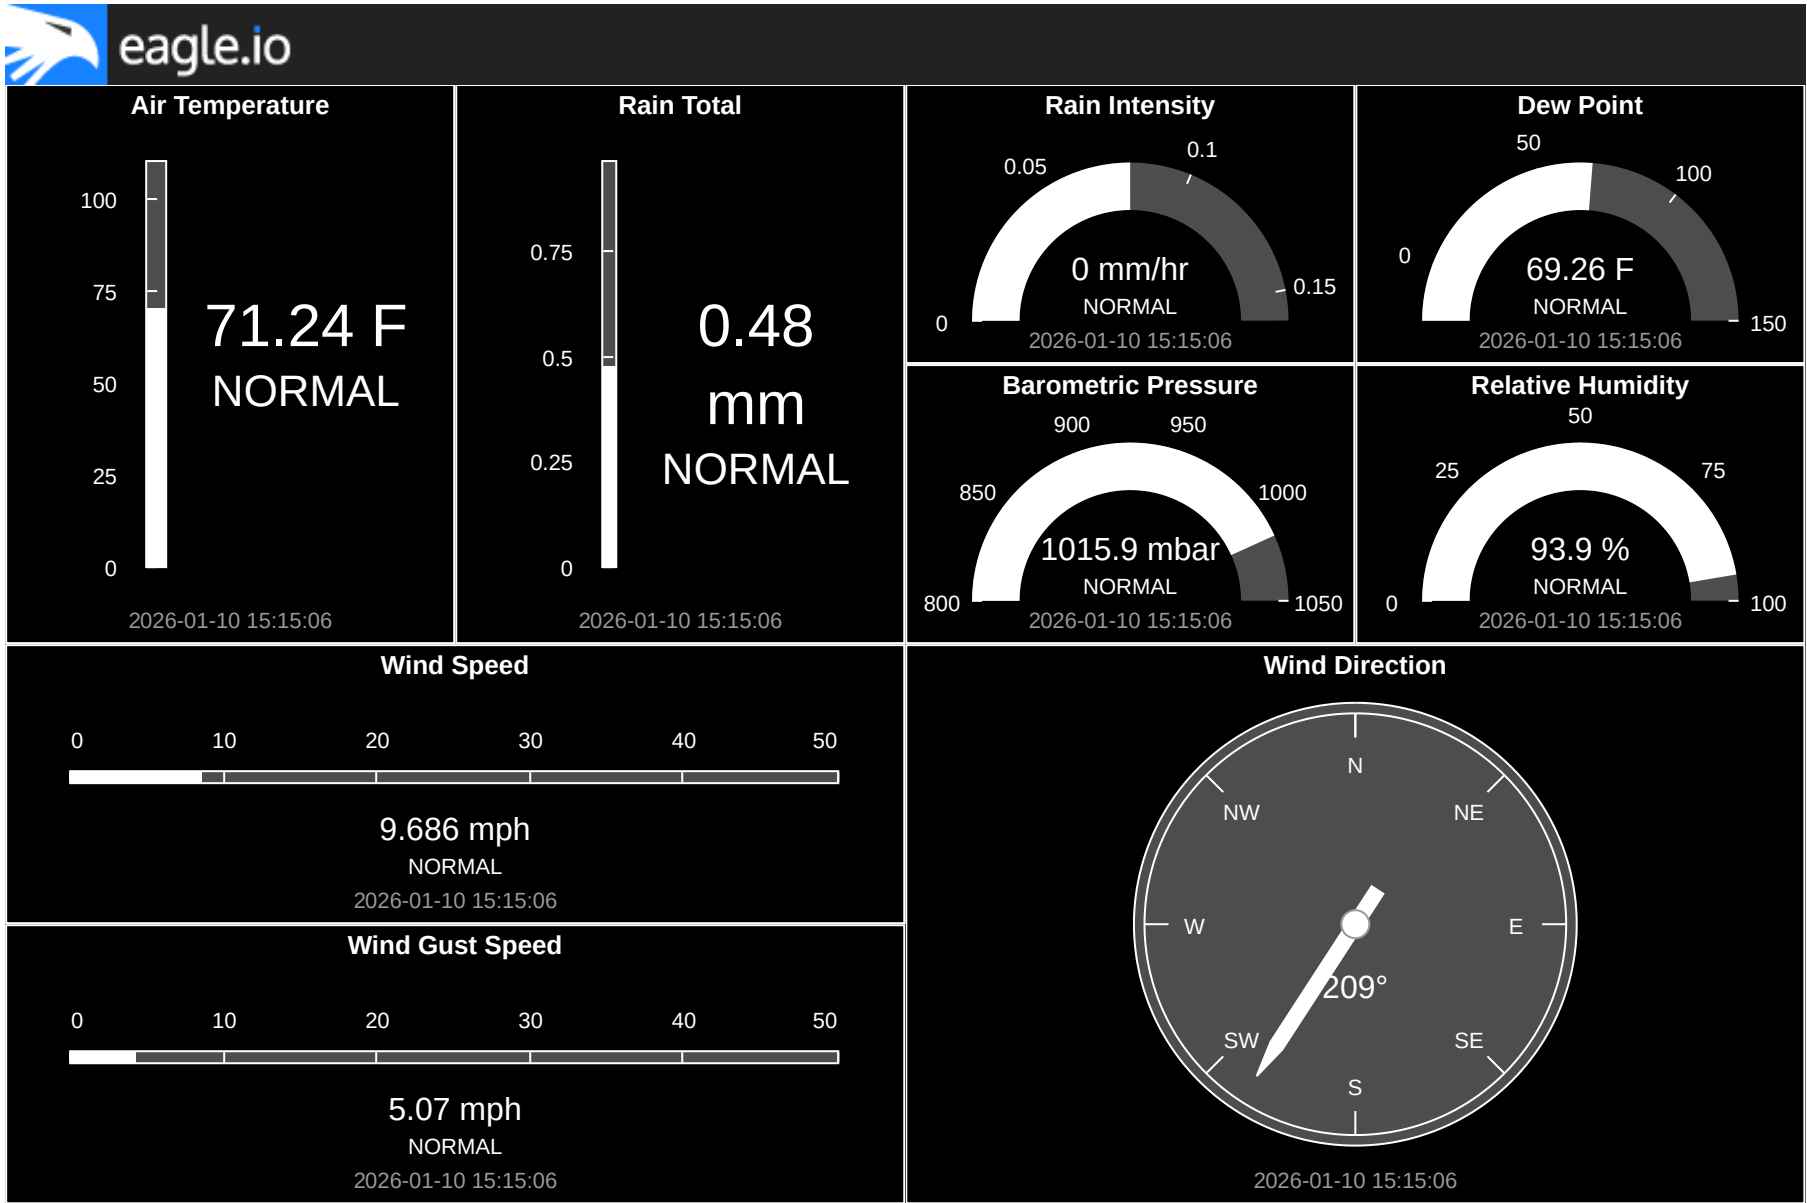 eagle.io
Air Temperature
100
75
50
25
0
71.24 F
NORMAL
2026-01-10 15:15:06
Rain Total
0.75
0.5
0.25
0
0.48
mm
NORMAL
2026-01-10 15:15:06
Rain Intensity
0
0.05
0.1
0.15
0 mm/hr
NORMAL
2026-01-10 15:15:06
Dew Point
0
50
100
150
69.26 F
NORMAL
2026-01-10 15:15:06
Barometric Pressure
800
850
900
950
1000
1050
1015.9 mbar
NORMAL
2026-01-10 15:15:06
Relative Humidity
0
25
50
75
100
93.9 %
NORMAL
2026-01-10 15:15:06
Wind Speed
0 10 20 30 40 50
9.686 mph
NORMAL
2026-01-10 15:15:06
Wind Gust Speed
0 10 20 30 40 50
5.07 mph
NORMAL
2026-01-10 15:15:06
Wind Direction
N
NW NE
W E
209°
SW SE
S
2026-01-10 15:15:06